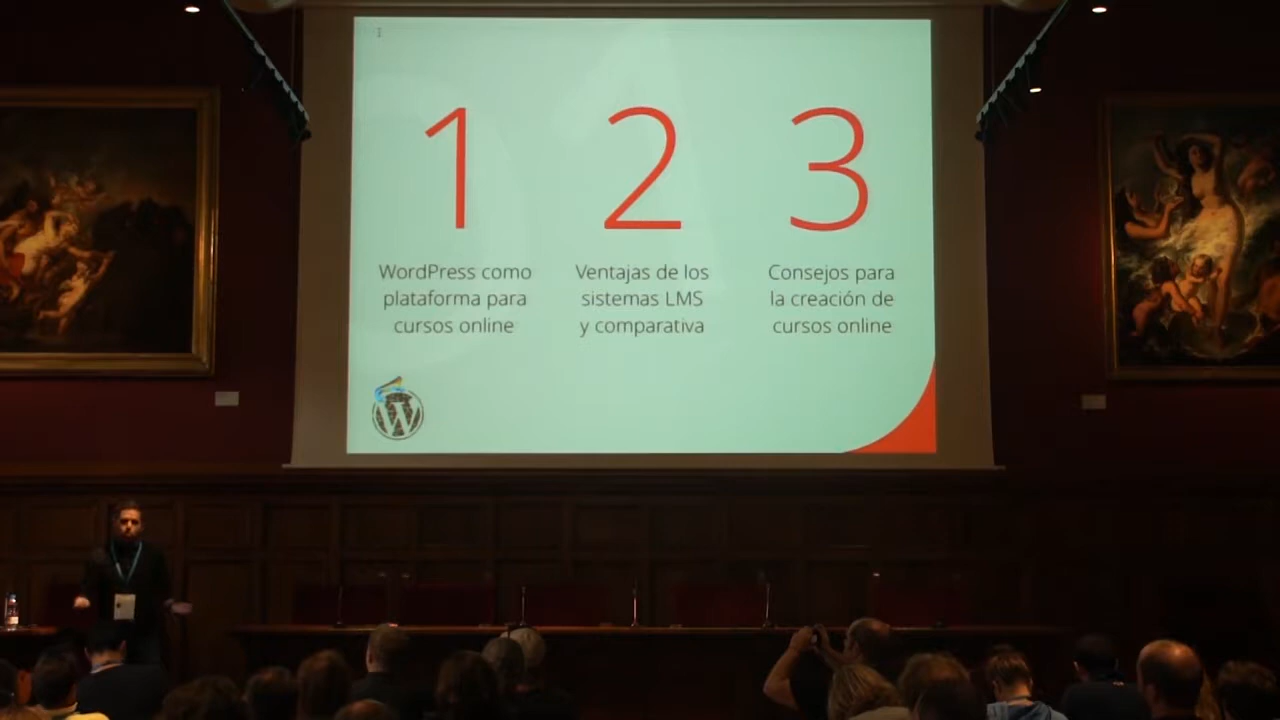 1
2
3
WordPress como
plataforma para
cursos online
Ventajas de los
sistemas LMS
y comparativa
Consejos para
la creación de
cursos online
W